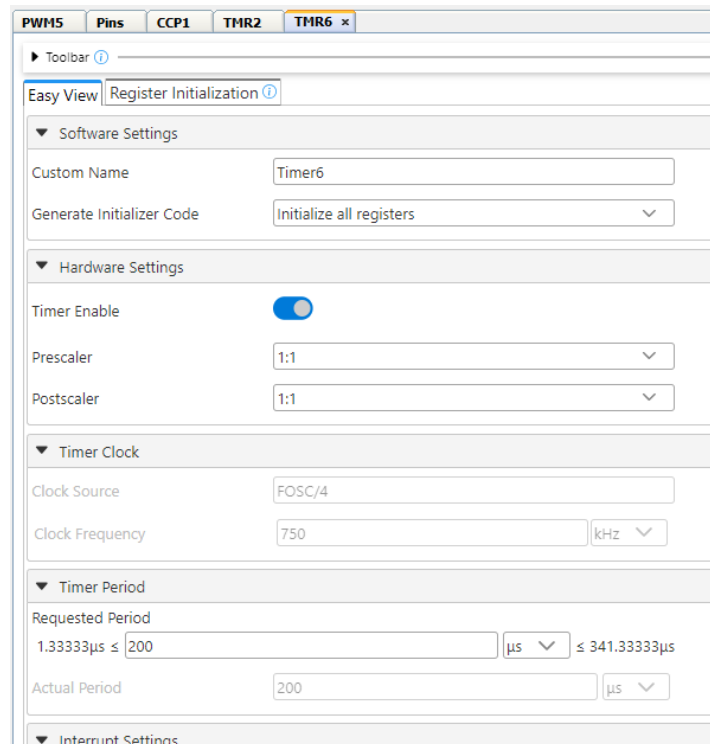 PWM5 Pins CCP1 TMR2 TMR6 ×
Toolbar
Easy View Register Initialization
Software Settings
Custom Name Timer6
Generate Initializer Code Initialize all registers
Hardware Settings
Timer Enable
Prescaler 1:1
Postscaler 1:1
Timer Clock
Clock Source FOSC/4
Clock Frequency 750 kHz
Timer Period
Requested Period
1.33333µs ≤ 200 µs ≤ 341.33333µs
Actual Period 200 µs
Interrupt Settings